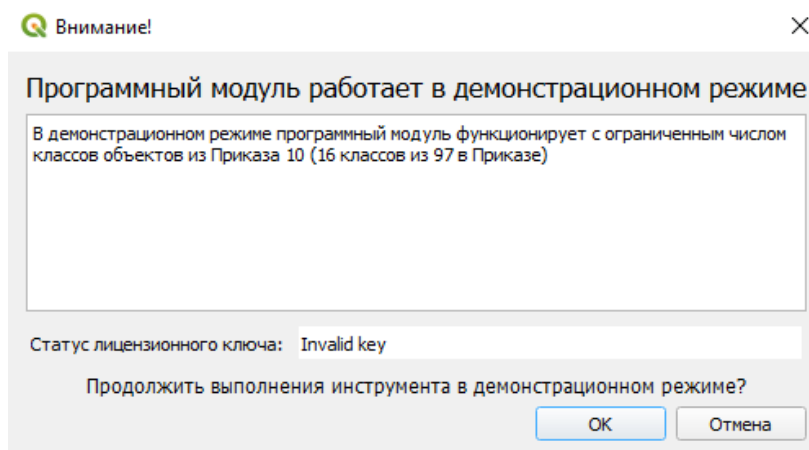 Внимание!
Программный модуль работает в демонстрационном режиме
В демонстрационном режиме программный модуль функционирует с ограниченным числом
классов объектов из Приказа 10 (16 классов из 97 в Приказе)
Статус лицензионного ключа: Invalid key
Продолжить выполнения инструмента в демонстрационном режиме?
OK Отмена